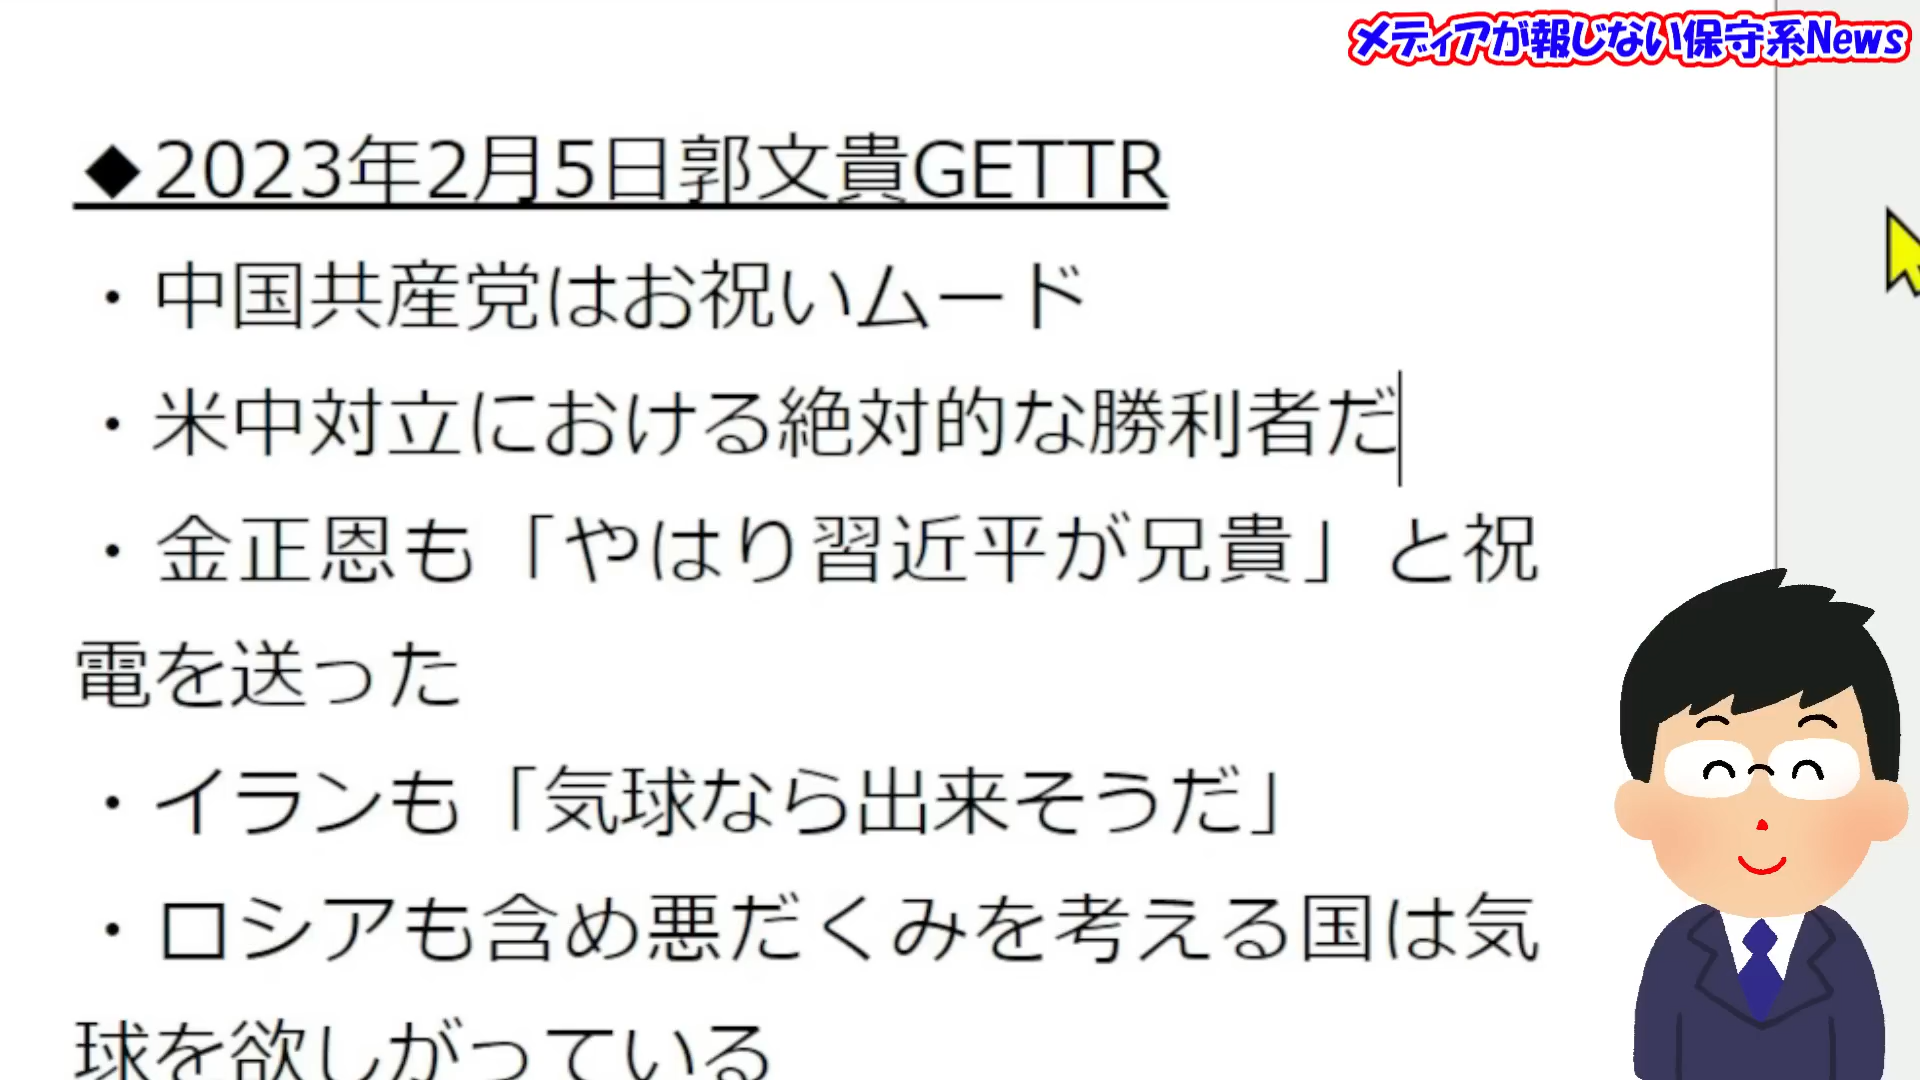 メディアが報じない保守系News
◆2023年2月5日郭文貴GETTR
・中国共産党はお祝いムード
・米中対立における絶対的な勝利者だ
・金正恩も「やはり習近平が兄貴」と祝
電を送った
・イランも「気球なら出来そうだ」
・ロシアも含め悪だくみを考える国は気
球を欲しがっている